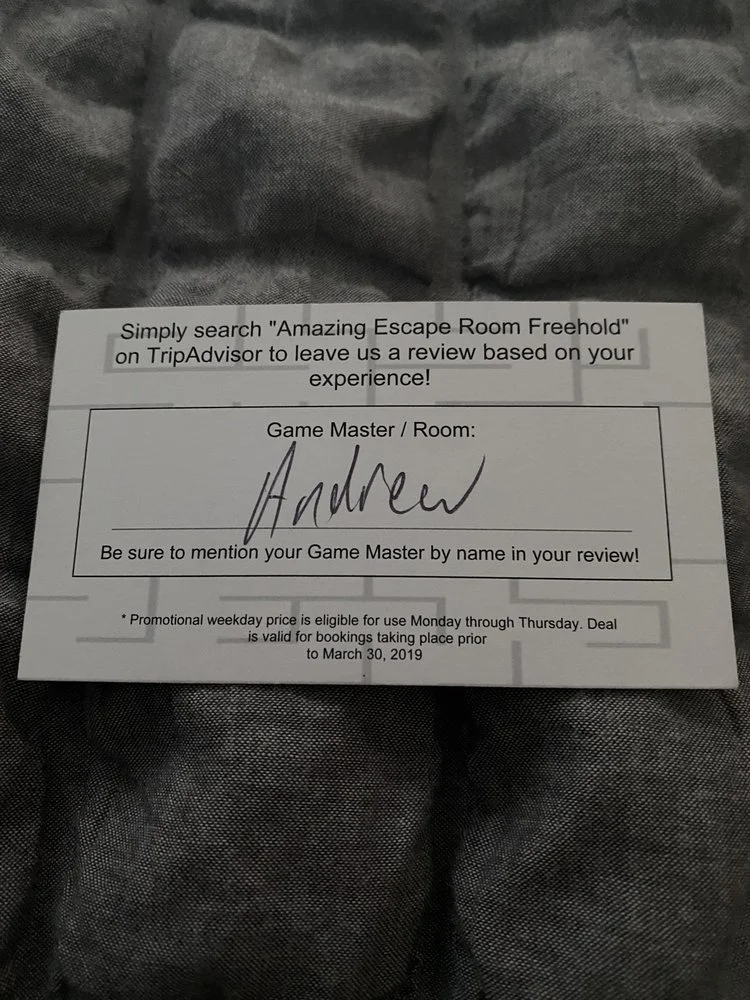 Simply search "Amazing Escape Room Freehold"
on TripAdvisor to leave us a review based on your
experience!
Game Master / Room:
Andrew
Be sure to mention your Game Master by name in your review!
* Promotional weekday price is eligible for use Monday through Thursday. Deal
is valid for bookings taking place prior
to March 30, 2019